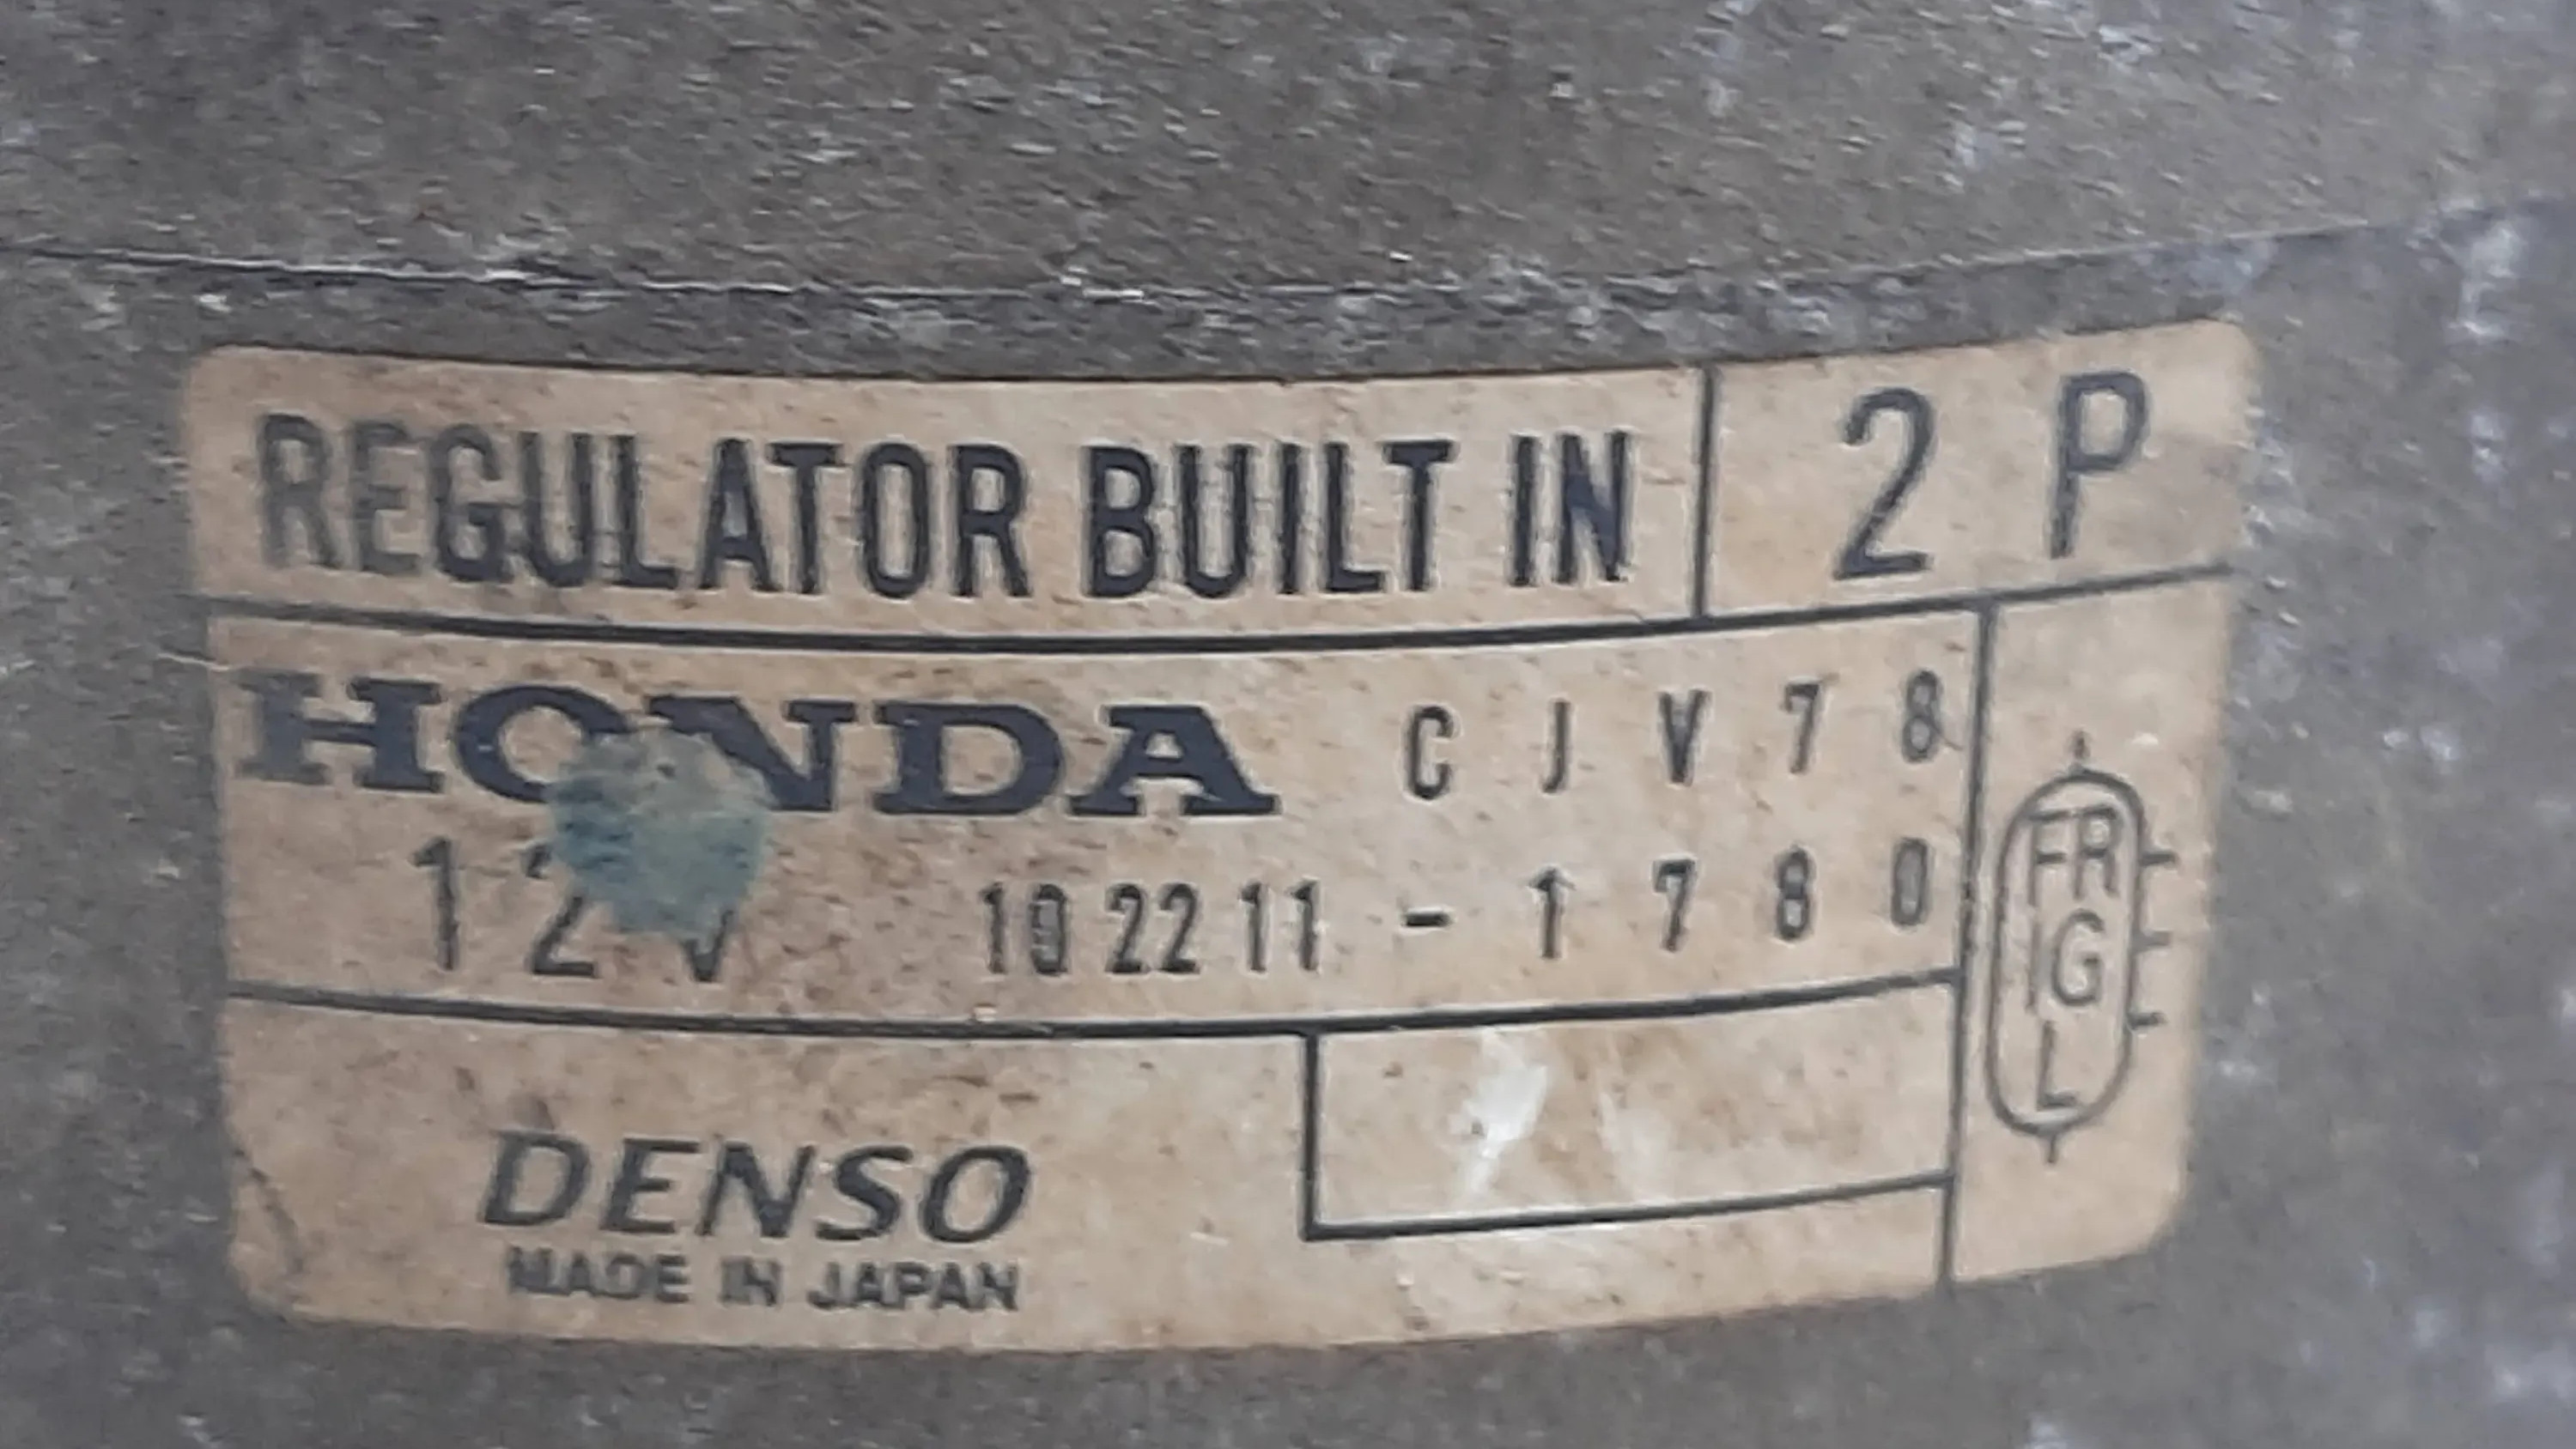 REGULATOR BUILT IN 2 P
HONDA CJV78
12V 102211-1780
FR
IG
L
DENSO
MADE IN JAPAN